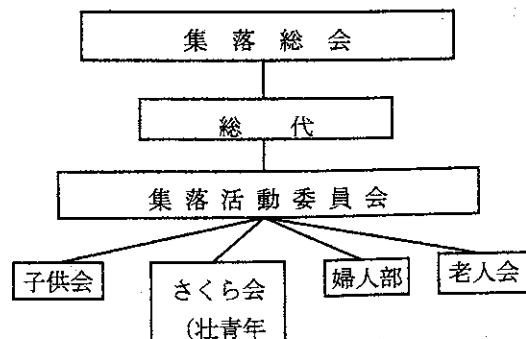 集落総会
総代
集落活動委員会
子供会
さくら会
(壮青年
婦人部
老人会